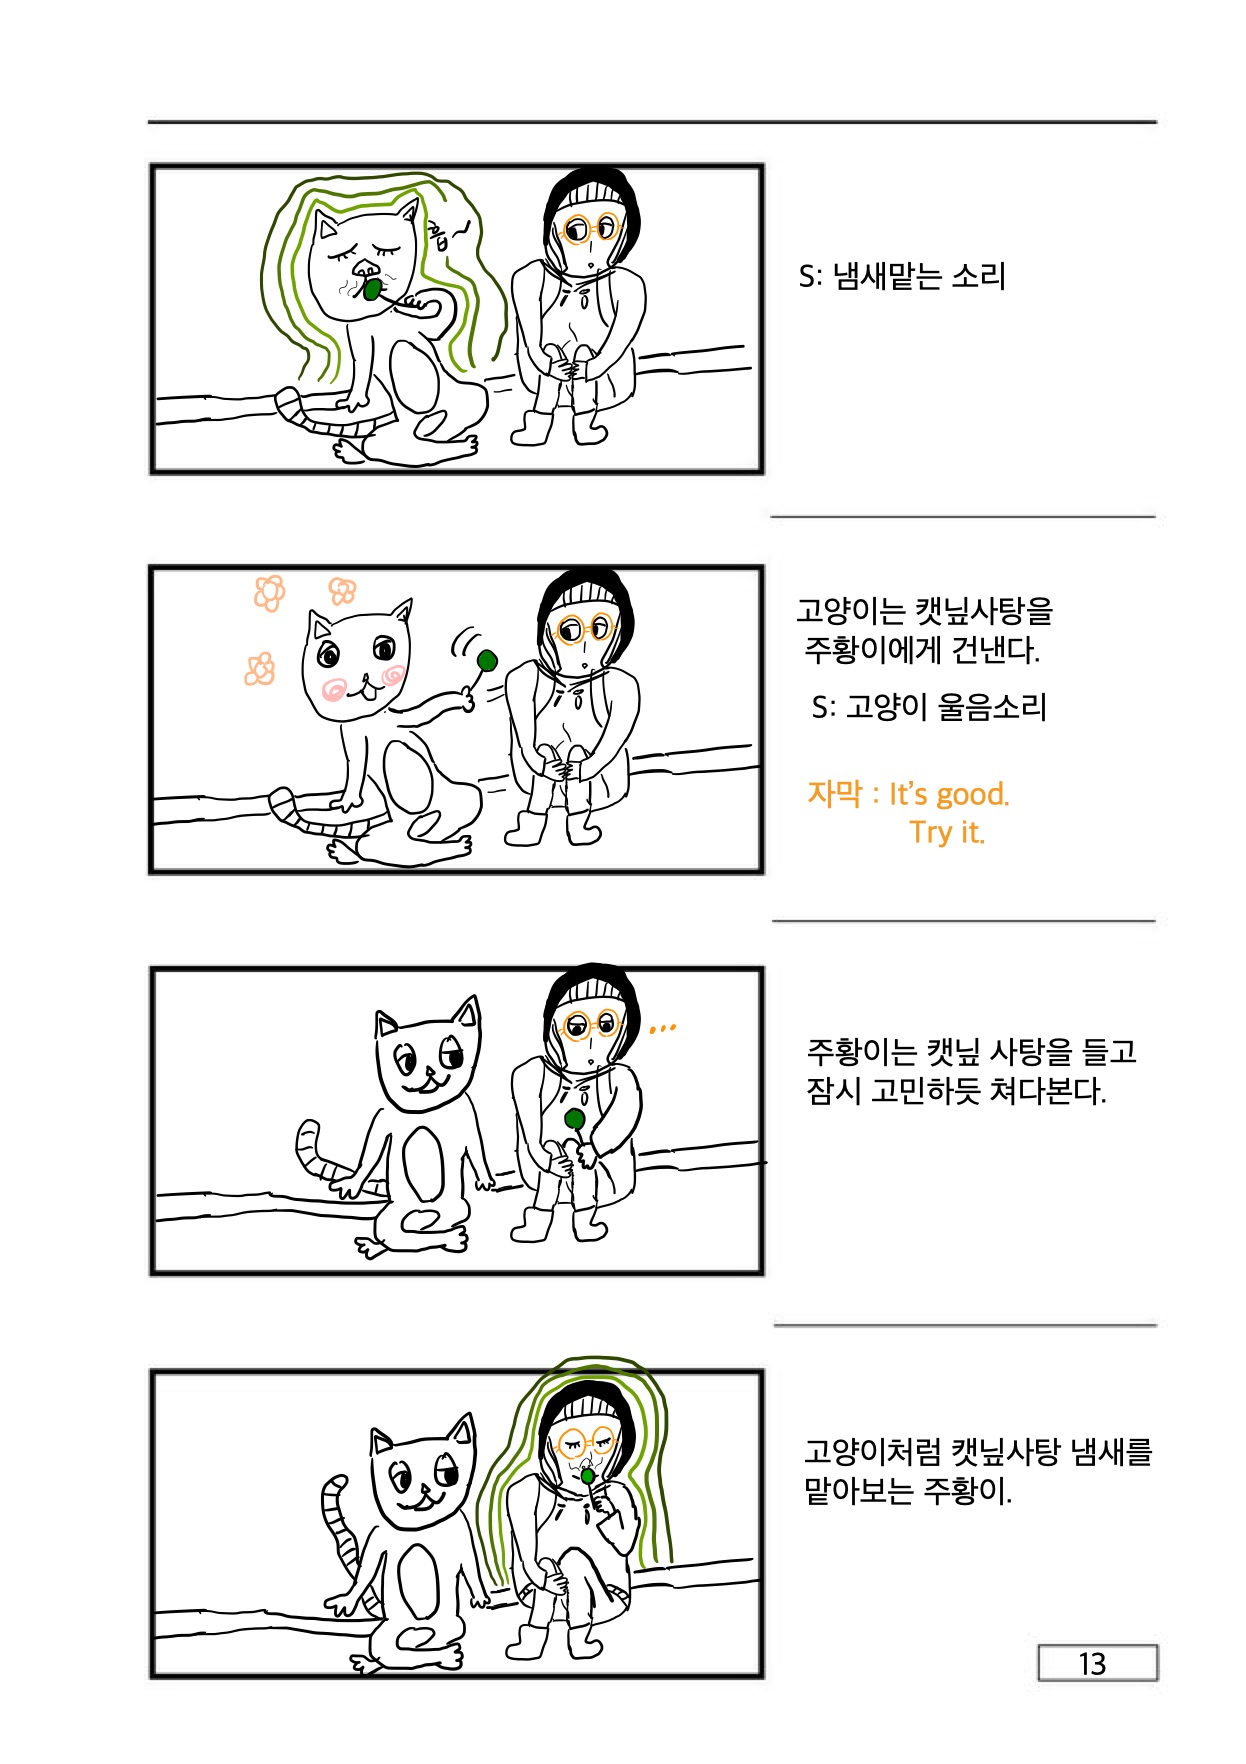 흡~
S: 냄새맡는 소리
고양이는 캣닢사탕을
주황이에게 건낸다.
S: 고양이 울음소리
자막 : It's good.
Try it.
...
주황이는 캣닢 사탕을 들고
잠시 고민하듯 쳐다본다.
고양이처럼 캣닢사탕 냄새를
맡아보는 주황이.
13